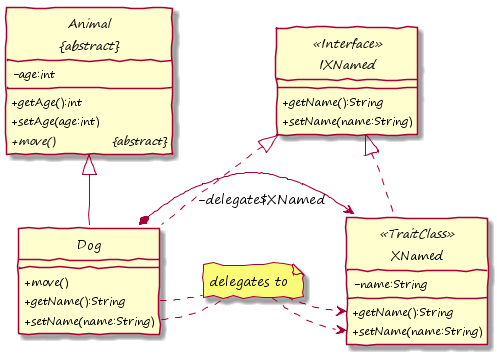 Animal
{abstract}
-age:int
+getAge():int
+setAge(age:int)
+move() {abstract}
«Interface»
IXNamed
+getName():String
+setName(name:String)
-delegate$XNamed
Dog
+move()
+getName():String
+setName(name:String)
delegates to
«TraitClass»
XNamed
-name:String
+getName():String
+setName(name:String)